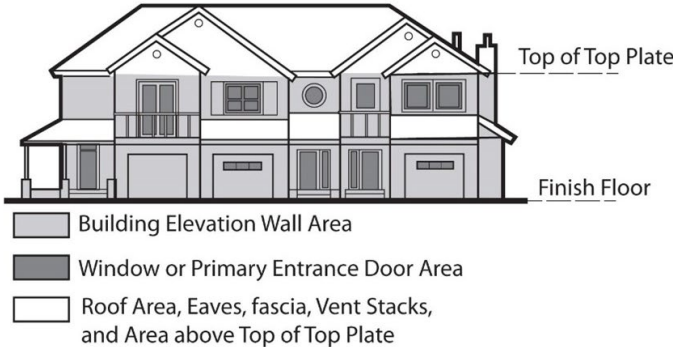 Top of Top Plate
Finish Floor
Building Elevation Wall Area
Window or Primary Entrance Door Area
Roof Area, Eaves, fascia, Vent Stacks,
and Area above Top of Top Plate